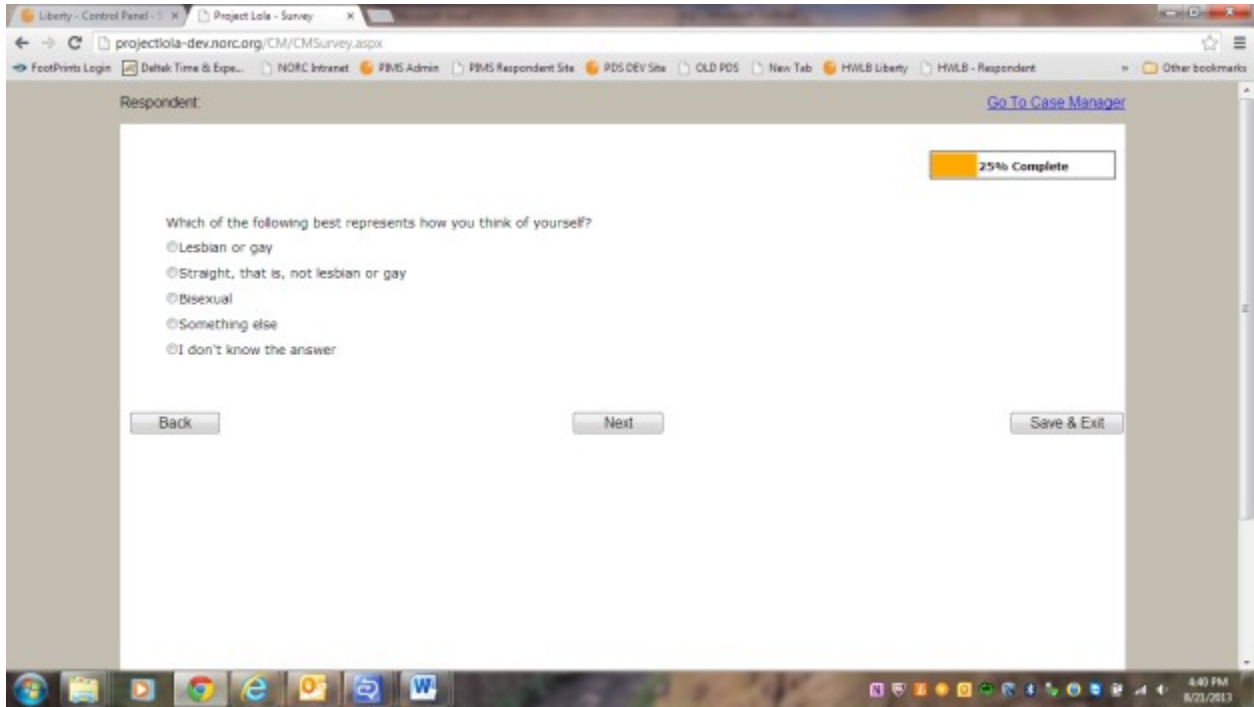 Liberty - Control Panel - S
Project Lola - Survey
projectlola-dev.norc.org/CM/CMSurvey.aspx
FootPrints Login
Deltek Time & Expe...
NORC Intranet
PIMS Admin
PIMS Respondent Site
PDS DEV Site
OLD PDS
New Tab
HWLB Liberty
HWLB - Respondent
»
Other bookmarks
Respondent:
Go To Case Manager
25% Complete
Which of the following best represents how you think of yourself?
Lesbian or gay
Straight, that is, not lesbian or gay
Bisexual
Something else
I don't know the answer
Back
Next
Save & Exit
4:40 PM
8/21/2013